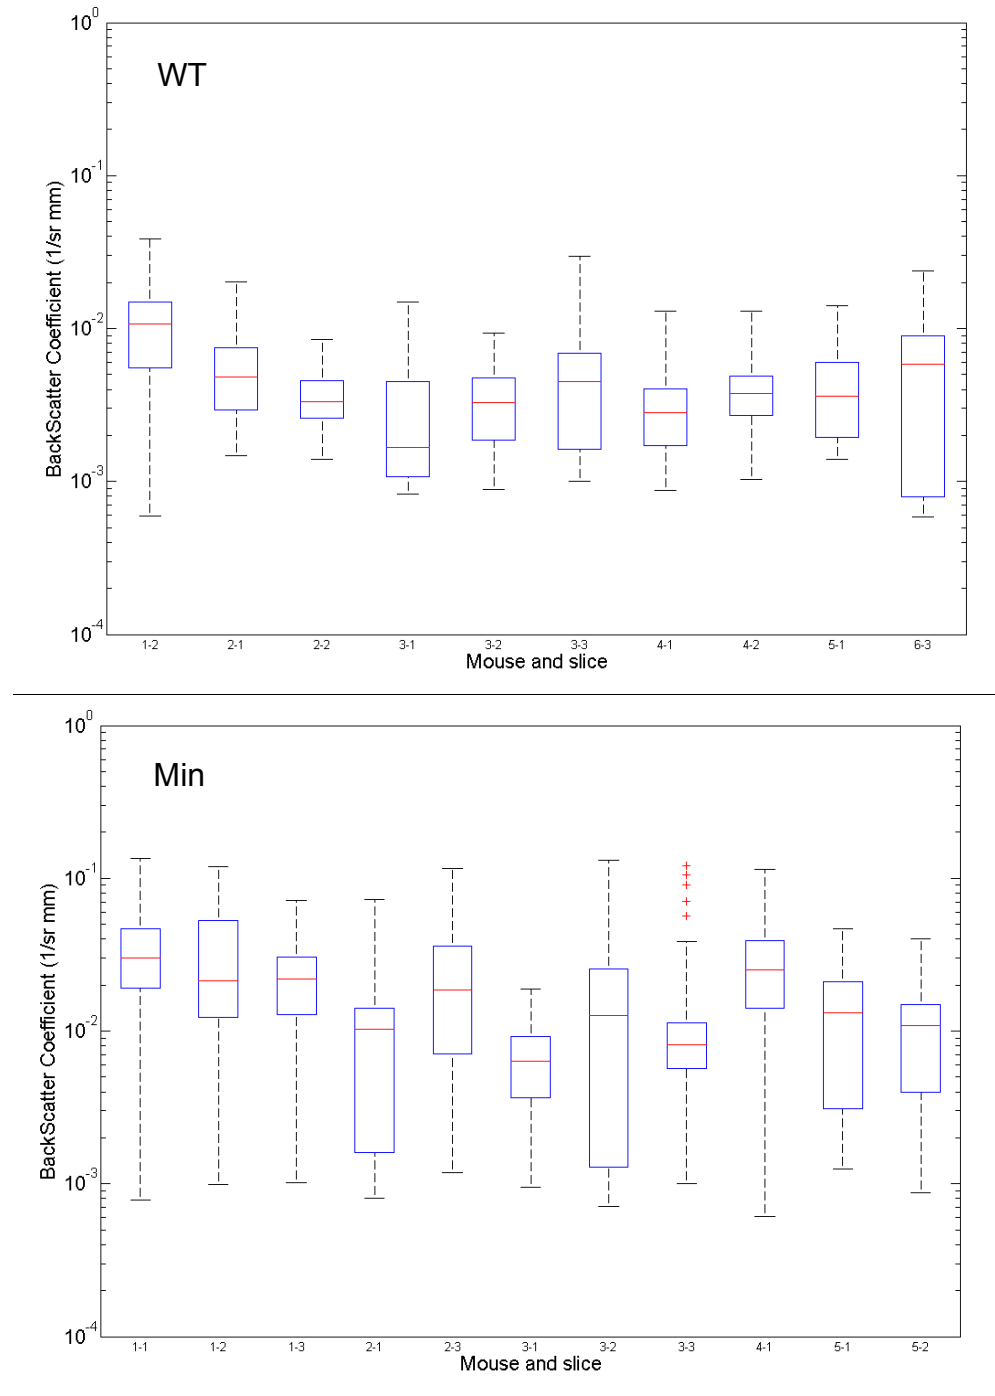 10^0
WT
10^-1
10^-2
10^-3
10^-4
BackScatter Coefficient (1/sr mm)
1-2 2-1 2-2 3-1 3-2 3-3 4-1 4-2 5-1 6-3
Mouse and slice
10^0
Min
10^-1
10^-2
10^-3
10^-4
BackScatter Coefficient (1/sr mm)
1-1 1-2 1-3 2-1 2-3 3-1 3-2 3-3 4-1 5-1 5-2
Mouse and slice